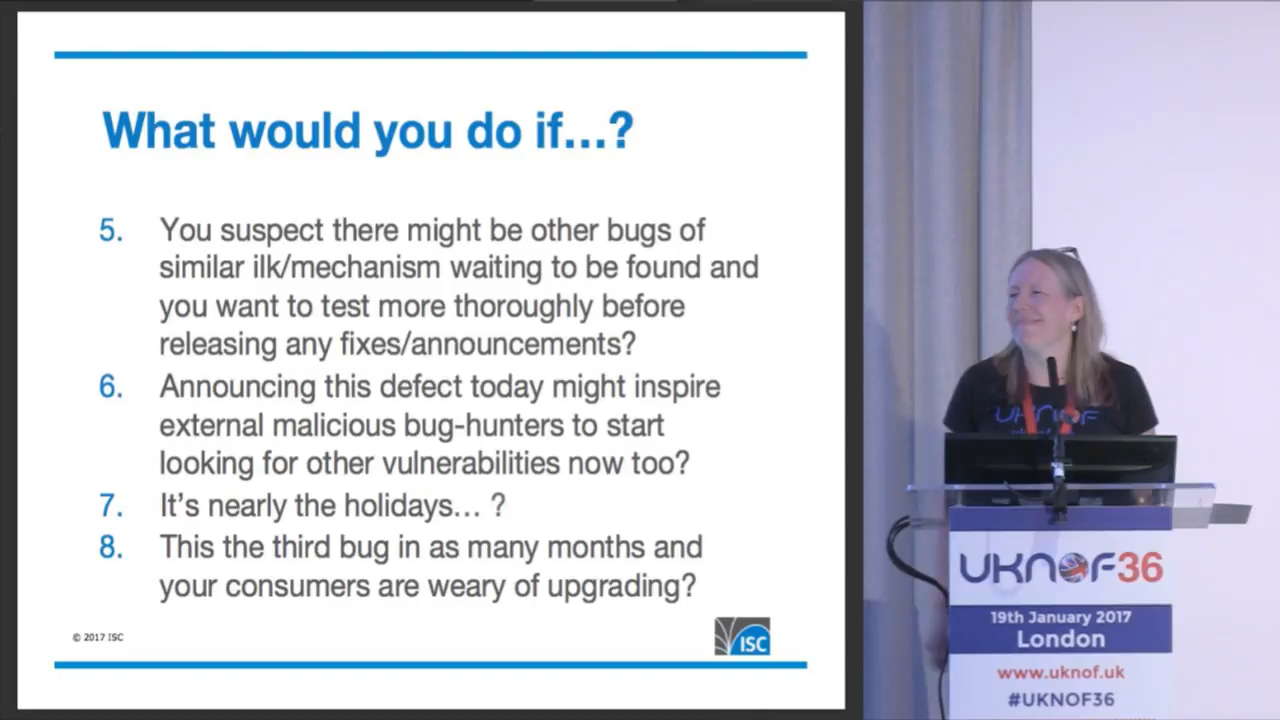 What would you do if...?
5. You suspect there might be other bugs of
similar ilk/mechanism waiting to be found and
you want to test more thoroughly before
releasing any fixes/announcements?
6. Announcing this defect today might inspire
external malicious bug-hunters to start
looking for other vulnerabilities now too?
7. It's nearly the holidays... ?
8. This the third bug in as many months and
your consumers are weary of upgrading?
© 2017 ISC
ISC
UKNOF
UKNOF36
19th January 2017
London
www.uknof.uk
#UKNOF36